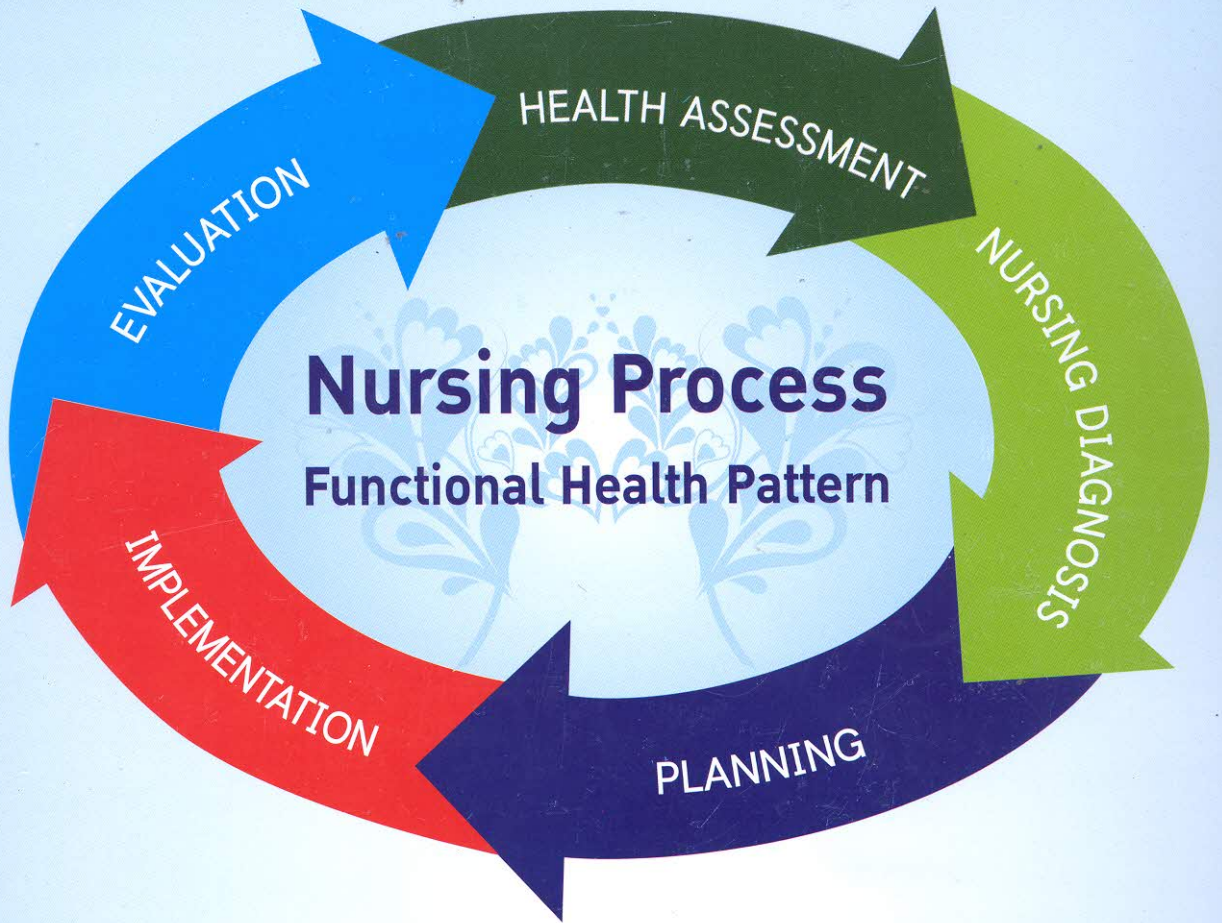 Nursing Process
Functional Health Pattern
HEALTH ASSESSMENT
NURSING DIAGNOSIS
PLANNING
IMPLEMENTATION
EVALUATION